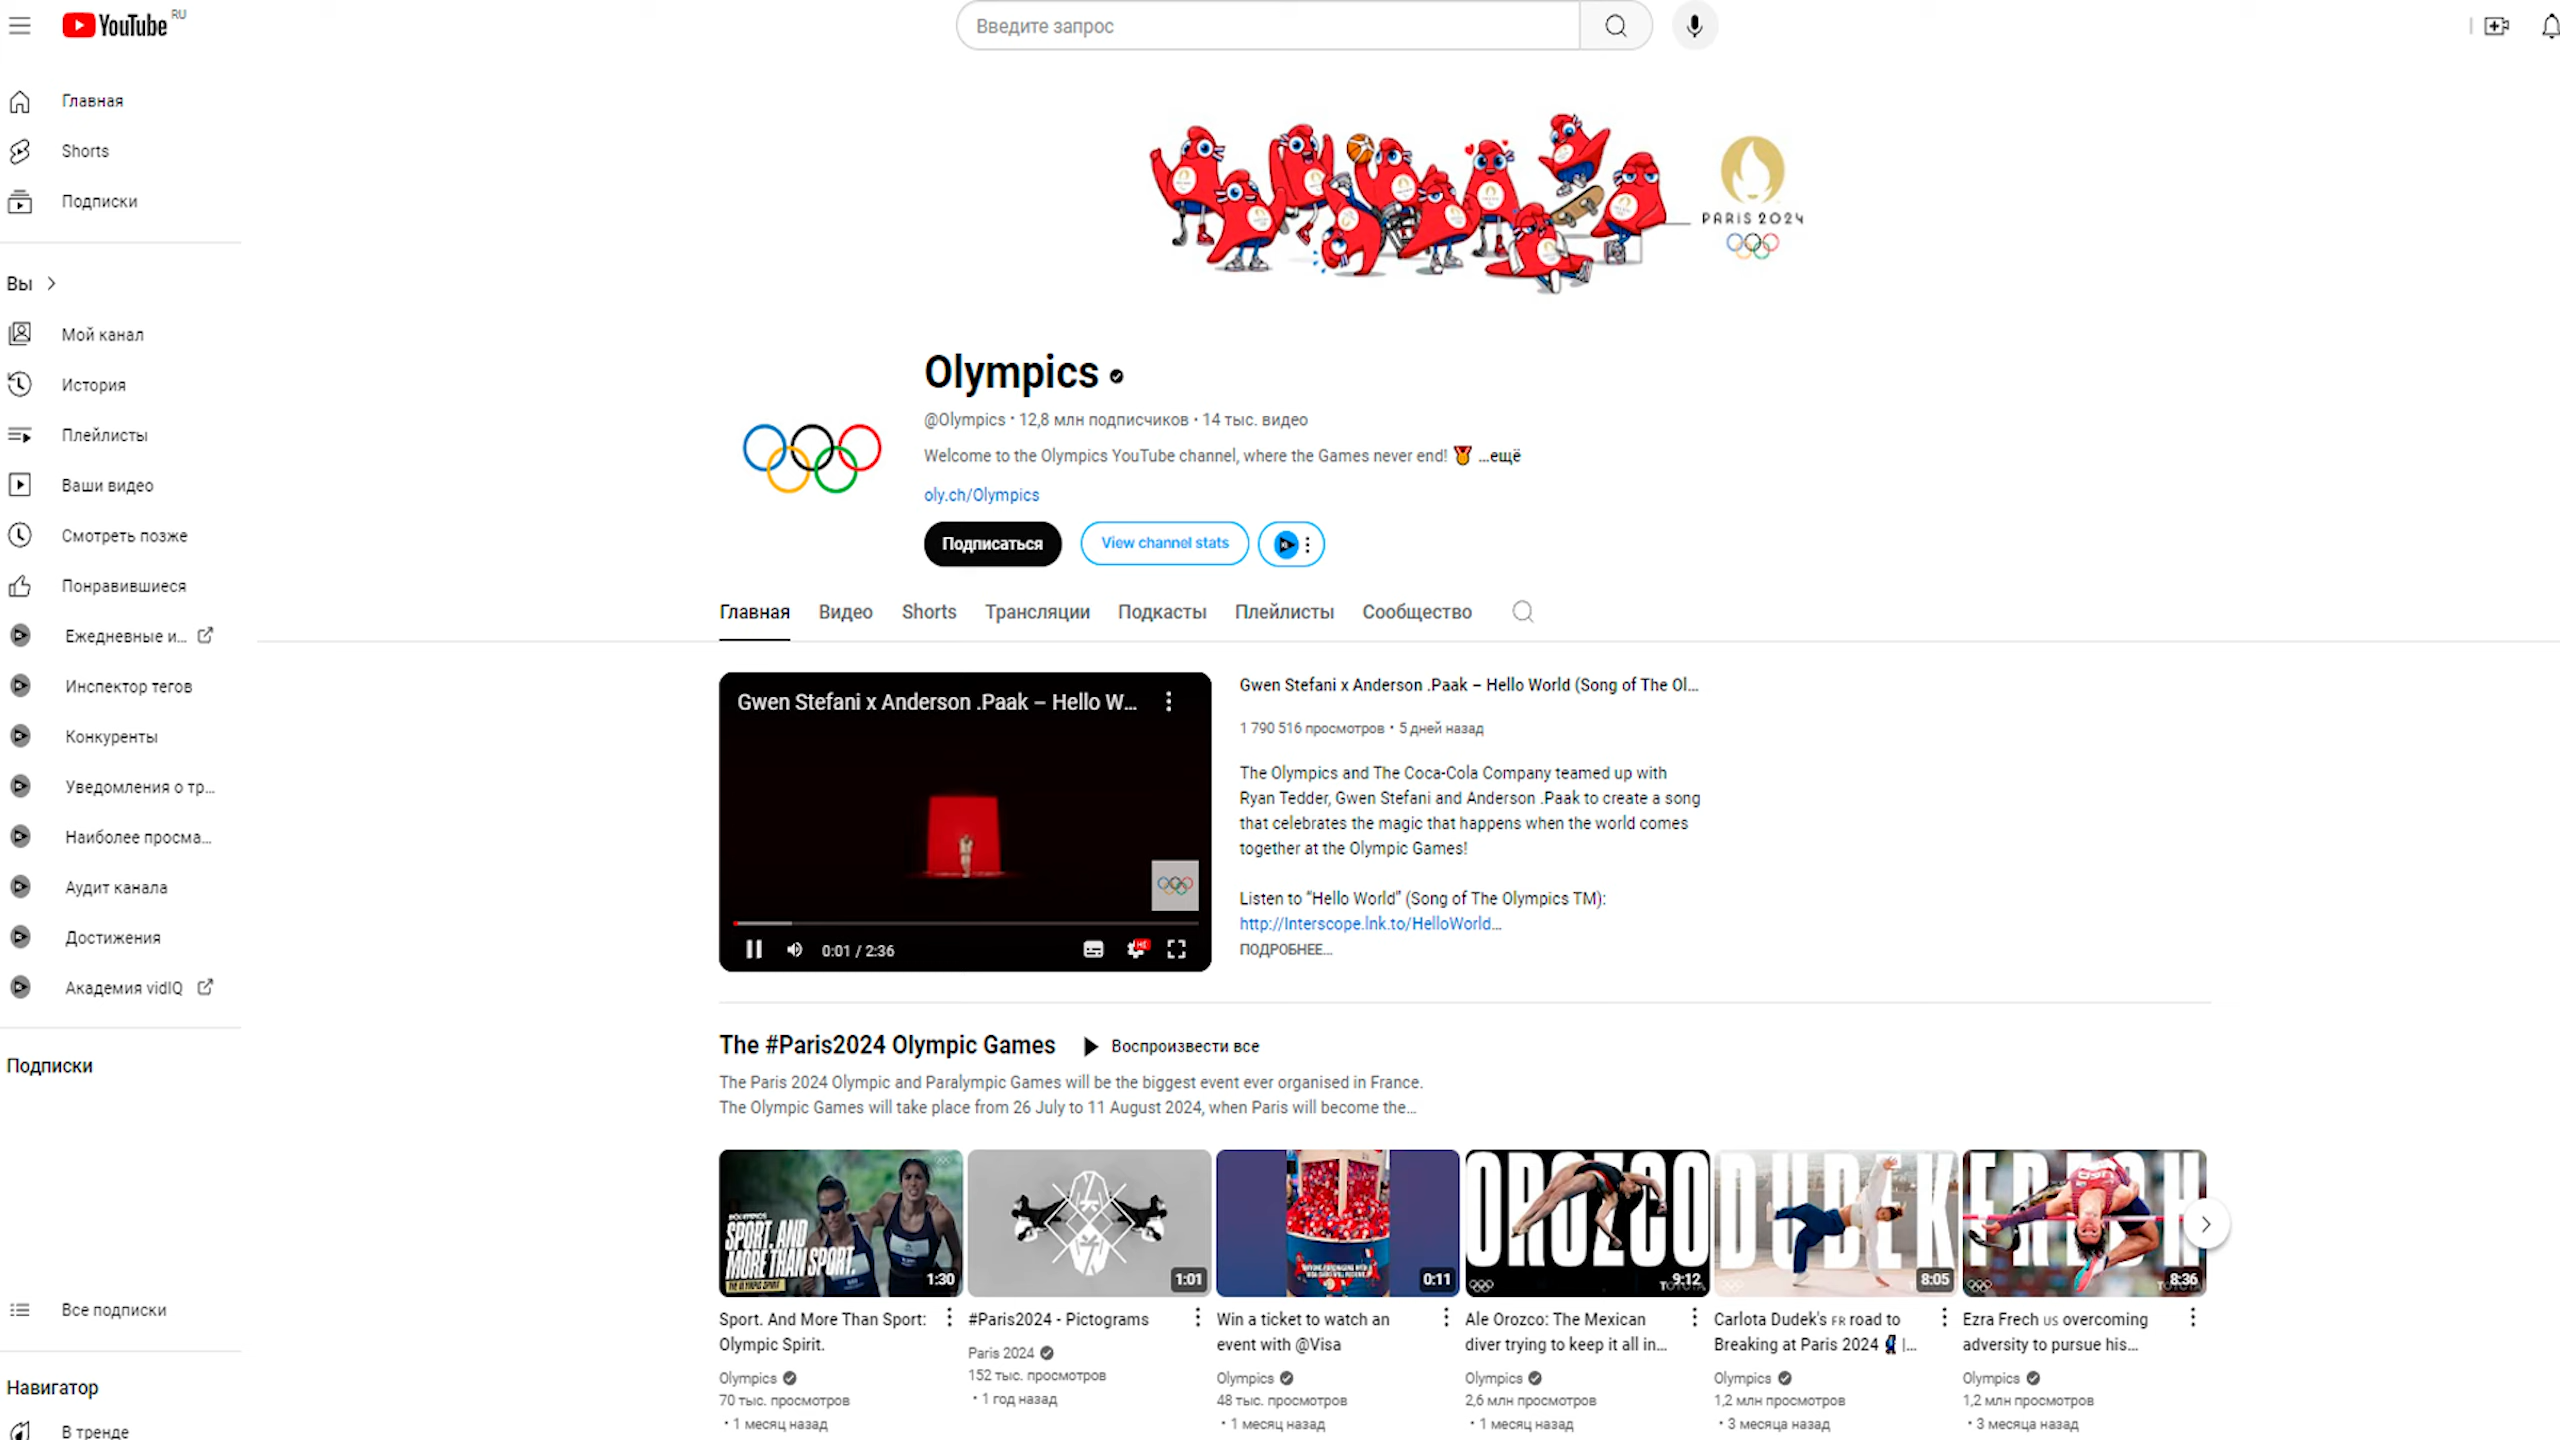 YouTube RU
Введите запрос
Главная
Shorts
Подписки
Вы
Мой канал
История
Плейлисты
Ваши видео
Смотреть позже
Понравившиеся
Ежедневные и...
Инспектор тегов
Конкуренты
Уведомления о тр...
Наиболее просма...
Аудит канала
Достижения
Академия vidIQ
Подписки
Все подписки
Навигатор
В тренде
PARIS 2024
Olympics
@Olympics • 12,8 млн подписчиков • 14 тыс. видео
Welcome to the Olympics YouTube channel, where the Games never end! ...ещё
oly.ch/Olympics
Подписаться
View channel stats
Главная Видео Shorts Трансляции Подкасты Плейлисты Сообщество
Gwen Stefani x Anderson .Paak – Hello W...
0:01 / 2:36
Gwen Stefani x Anderson .Paak – Hello World (Song of The Ol...
1 790 516 просмотров • 5 дней назад
The Olympics and The Coca-Cola Company teamed up with
Ryan Tedder, Gwen Stefani and Anderson .Paak to create a song
that celebrates the magic that happens when the world comes
together at the Olympic Games!
Listen to “Hello World” (Song of The Olympics TM):
http://Interscope.lnk.to/HelloWorld...
ПОДРОБНЕЕ...
The #Paris2024 Olympic Games
Воспроизвести все
The Paris 2024 Olympic and Paralympic Games will be the biggest event ever organised in France.
The Olympic Games will take place from 26 July to 11 August 2024, when Paris will become the...
SPORT. AND
MORE THAN SPORT.
1:30
Sport. And More Than Sport:
Olympic Spirit.
Olympics
70 тыс. просмотров
• 1 месяц назад
1:01
#Paris2024 - Pictograms
Paris 2024
152 тыс. просмотров
• 1 год назад
0:11
Win a ticket to watch an
event with @Visa
Olympics
48 тыс. просмотров
• 1 месяц назад
OROZCO
TOYOTA
9:12
Ale Orozco: The Mexican
diver trying to keep it all in...
Olympics
2,6 млн просмотров
• 1 месяц назад
DUDEK
8:05
Carlota Dudek's FR road to
Breaking at Paris 2024 |...
Olympics
1,2 млн просмотров
• 3 месяца назад
FRECH
TOYOTA
8:36
Ezra Frech US overcoming
adversity to pursue his...
Olympics
1,2 млн просмотров
• 3 месяца назад